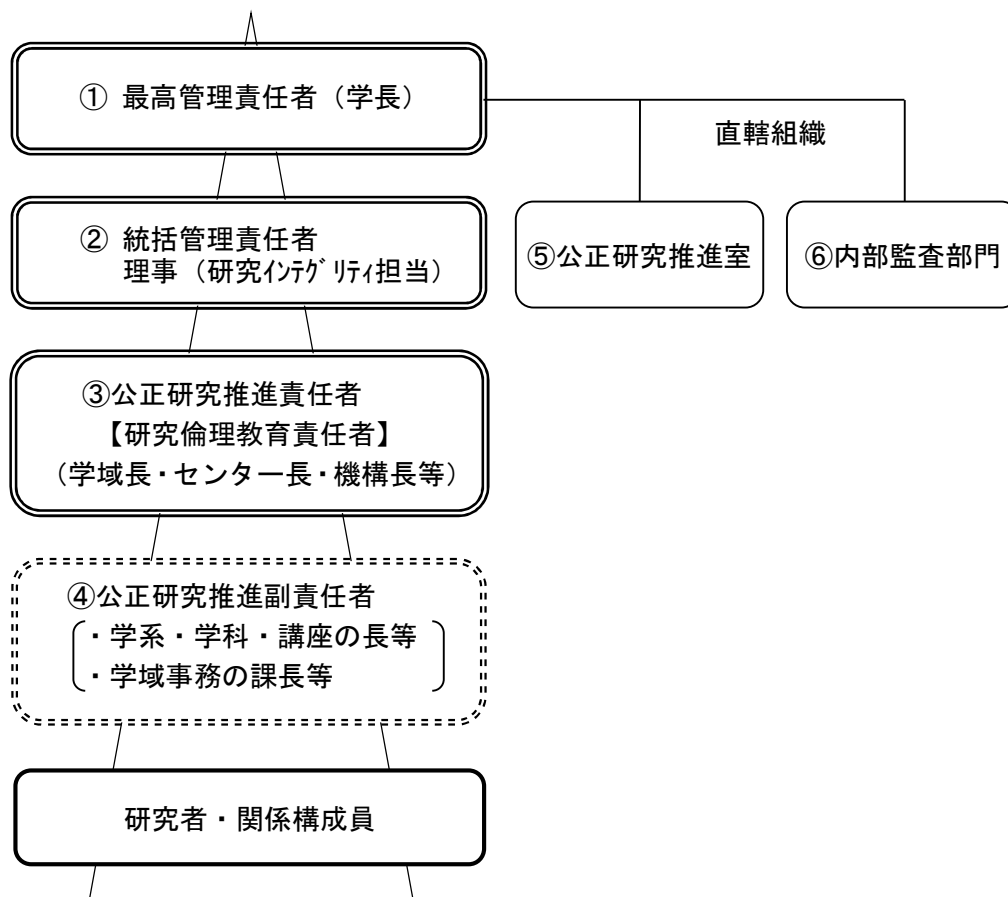 ① 最高管理責任者（学長）
直轄組織
② 統括管理責任者
理事（研究ｲﾝﾃｸﾞﾘﾃｨ担当）
⑤公正研究推進室
⑥内部監査部門
③公正研究推進責任者
【研究倫理教育責任者】
（学域長・センター長・機構長等）
④公正研究推進副責任者
・学系・学科・講座の長等
・学域事務の課長等
研究者・関係構成員